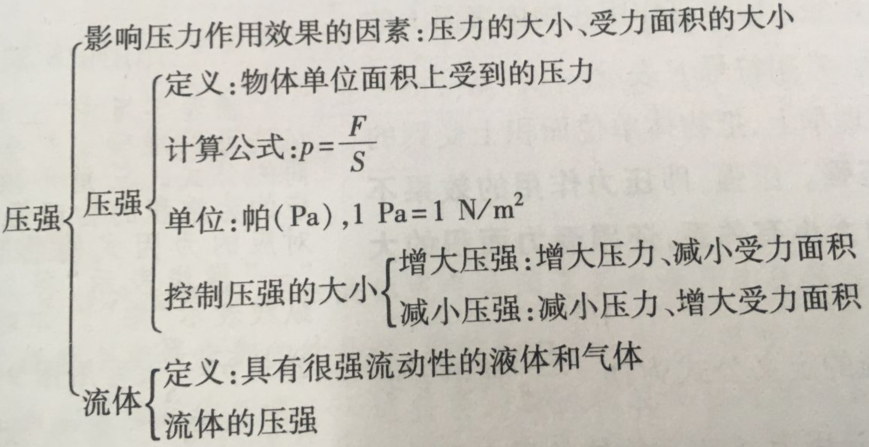 影响压力作用效果的因素:压力的大小、受力面积的大小
定义:物体单位面积上受到的压力
计算公式:p=F/S
压强
压强
单位:帕(Pa),1 Pa=1 N/m²
控制压强的大小
增大压强:增大压力、减小受力面积
减小压强:减小压力、增大受力面积
流体
定义:具有很强流动性的液体和气体
流体的压强